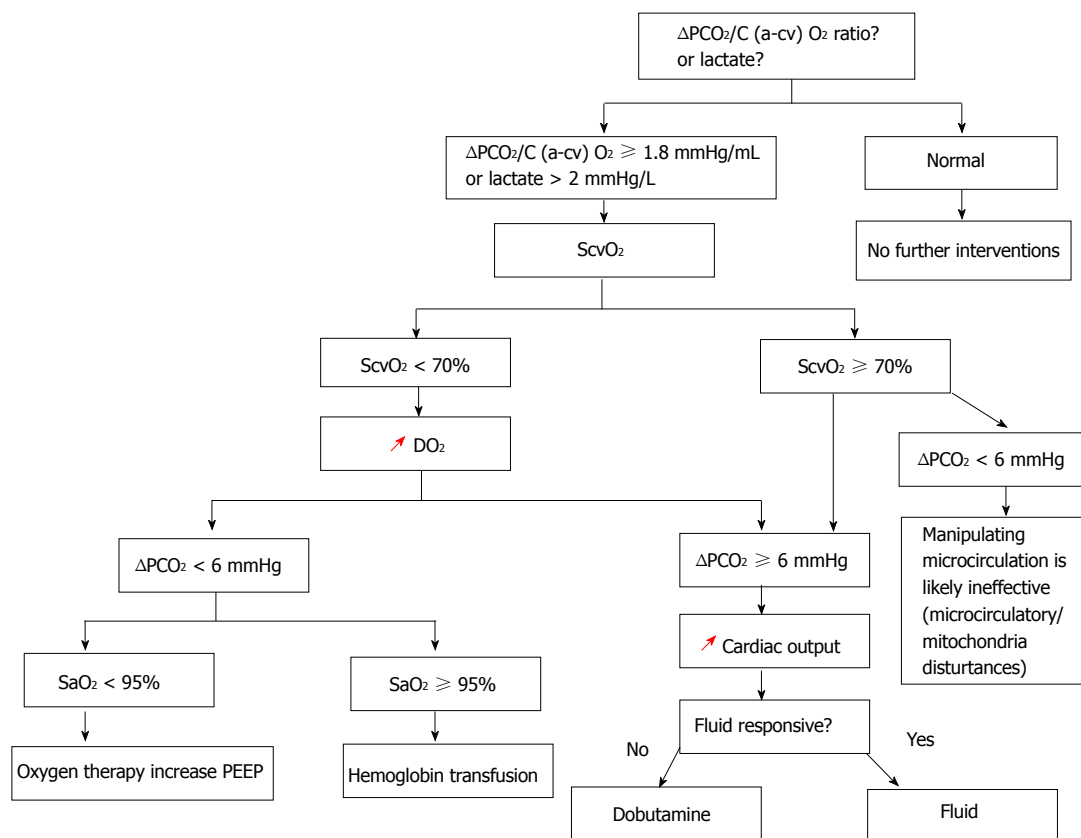 ΔPCO₂/C (a-cv) O₂ ratio?
or lactate?
ΔPCO₂/C (a-cv) O₂ ⩾ 1.8 mmHg/mL
or lactate > 2 mmHg/L
Normal
ScvO₂
No further interventions
ScvO₂ < 70%
ScvO₂ ⩾ 70%
↗ DO₂
ΔPCO₂ < 6 mmHg
ΔPCO₂ < 6 mmHg
ΔPCO₂ ⩾ 6 mmHg
Manipulating
microcirculation is
likely ineffective
(microcirculatory/
mitochondria
disturtances)
↗ Cardiac output
SaO₂ < 95%
SaO₂ ⩾ 95%
Fluid responsive?
No
Yes
Oxygen therapy increase PEEP
Hemoglobin transfusion
Dobutamine
Fluid